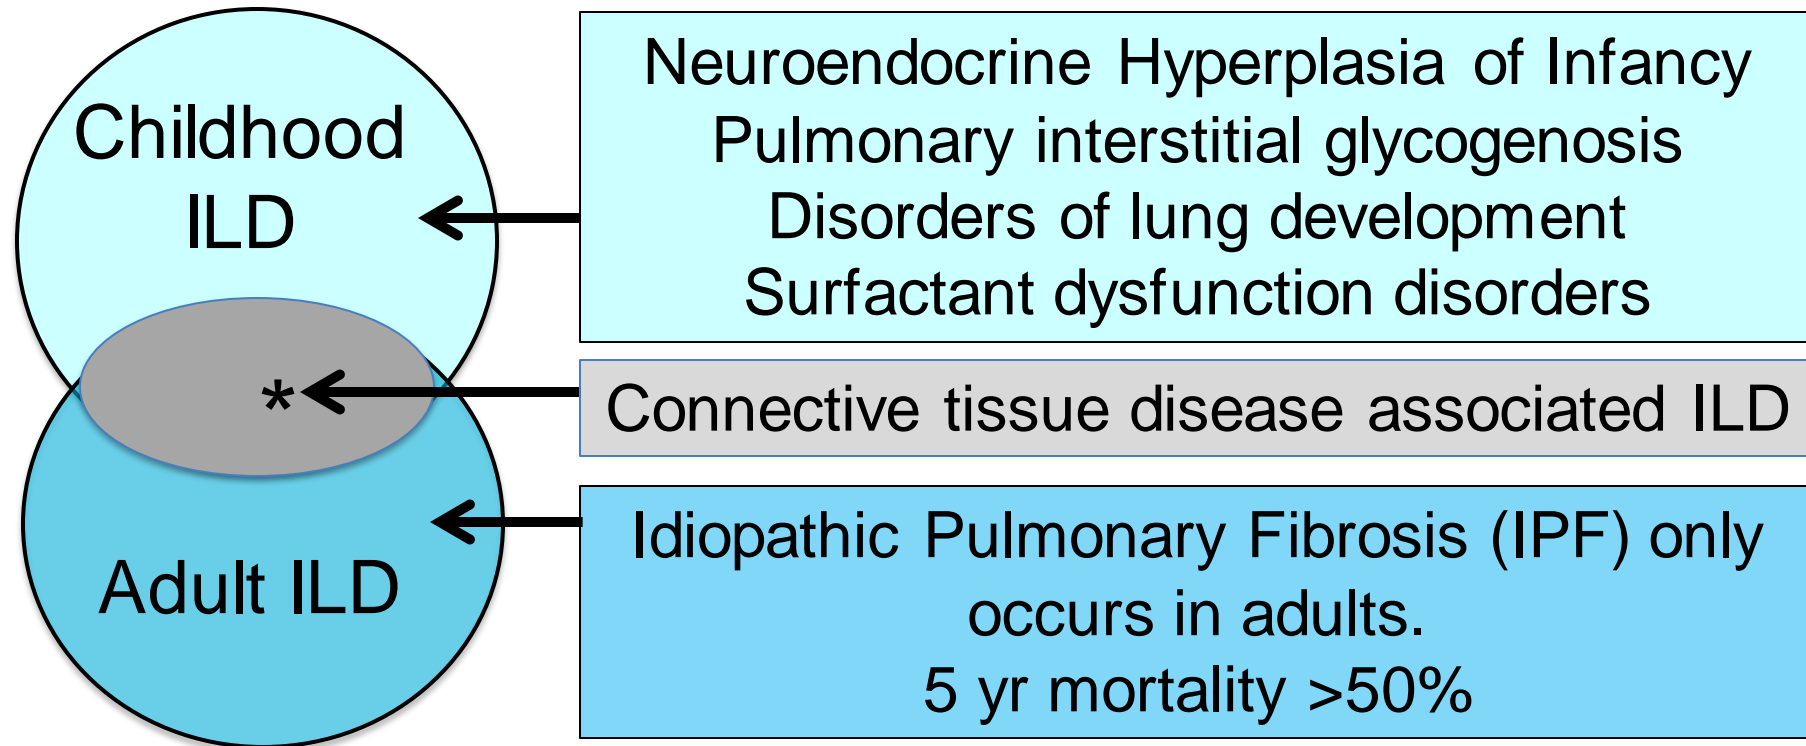 Childhood
ILD
*
Adult ILD
Neuroendocrine Hyperplasia of Infancy
Pulmonary interstitial glycogenosis
Disorders of lung development
Surfactant dysfunction disorders
Connective tissue disease associated ILD
Idiopathic Pulmonary Fibrosis (IPF) only
occurs in adults.
5 yr mortality >50%